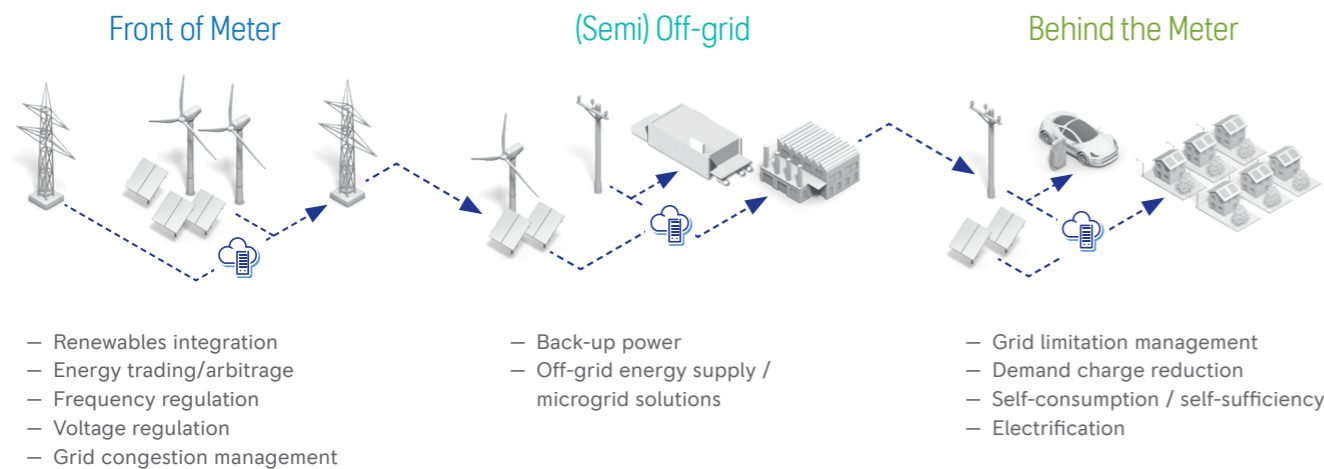 Front of Meter
(Semi) Off-grid
Behind the Meter
— Renewables integration
— Energy trading/arbitrage
— Frequency regulation
— Voltage regulation
— Grid congestion management
— Back-up power
— Off-grid energy supply /
microgrid solutions
— Grid limitation management
— Demand charge reduction
— Self-consumption / self-sufficiency
— Electrification